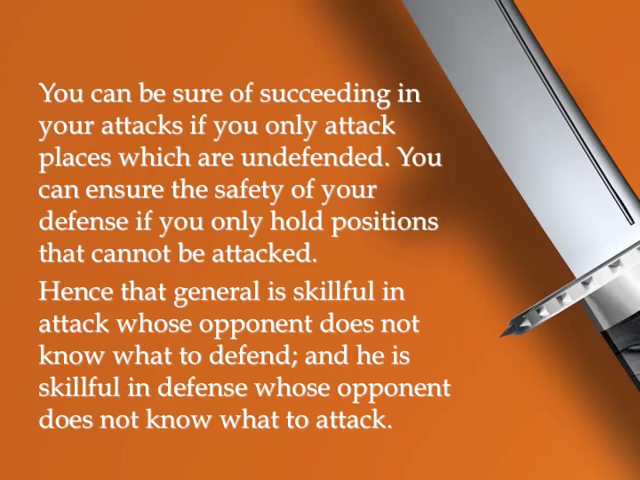 You can be sure of succeeding in
your attacks if you only attack
places which are undefended. You
can ensure the safety of your
defense if you only hold positions
that cannot be attacked.
Hence that general is skillful in
attack whose opponent does not
know what to defend; and he is
skillful in defense whose opponent
does not know what to attack.